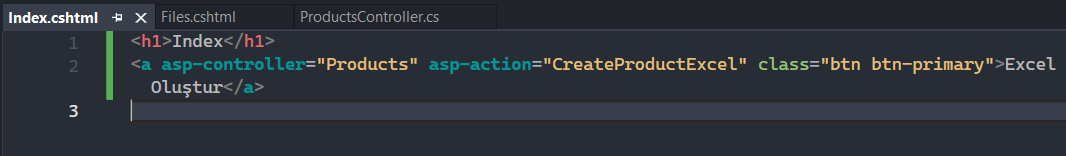 Index.cshtml Files.cshtml ProductsController.cs
1 <h1>Index</h1>
2 <a asp-controller="Products" asp-action="CreateProductExcel" class="btn btn-primary">Excel
Oluştur</a>
3